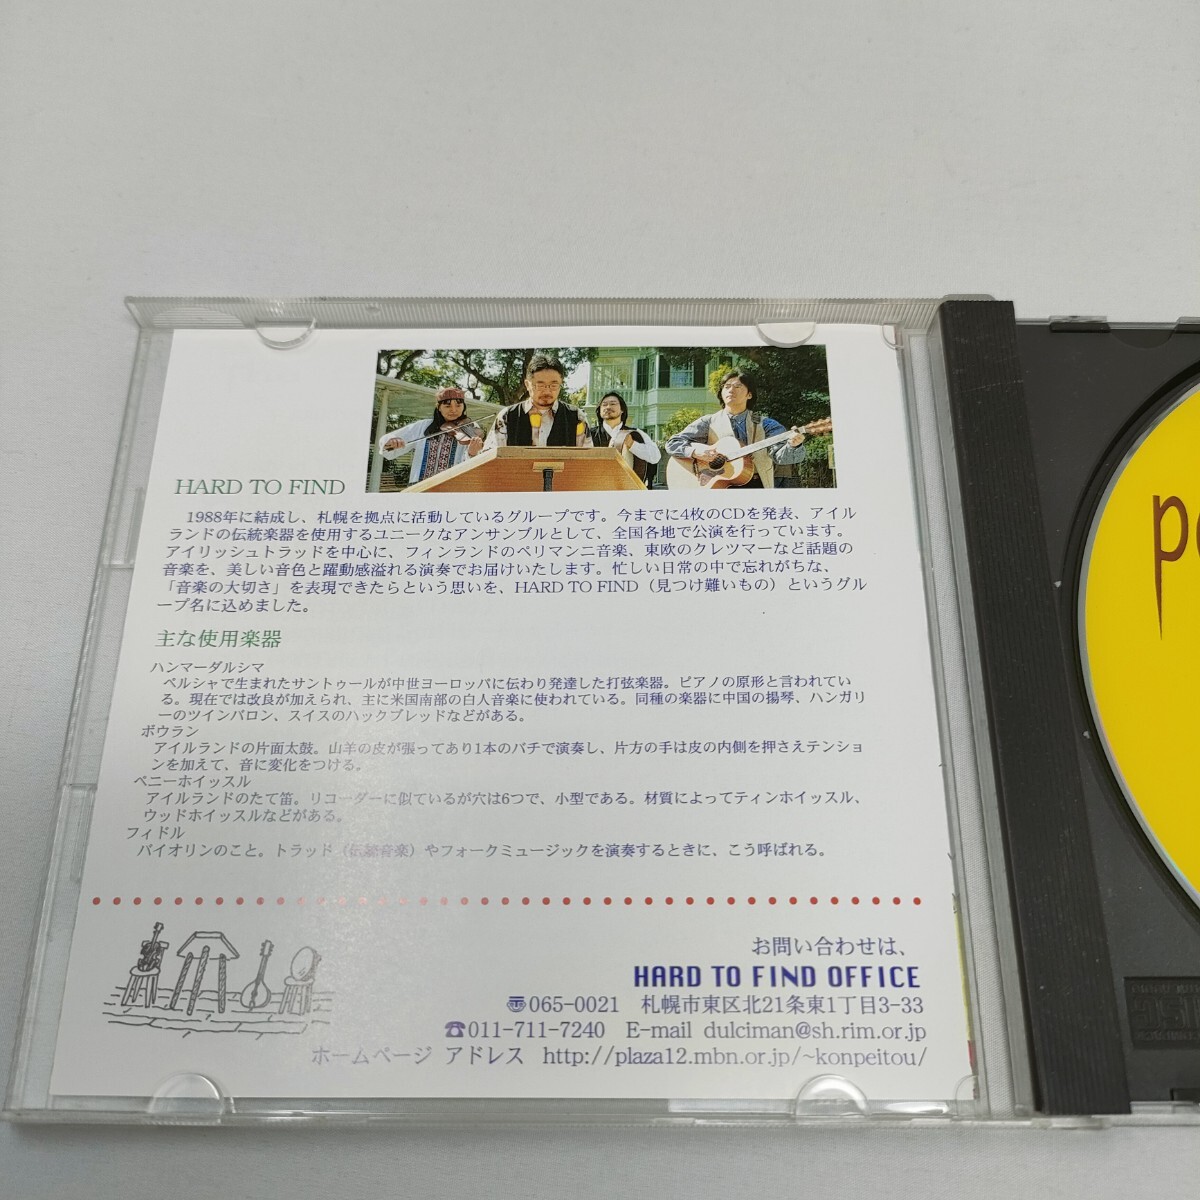 HARD TO FIND
1988年に結成し、札幌を拠点に活動しているグループです。今までに4枚のCDを発表、アイル
ランドの伝統楽器を使用するユニークなアンサンブルとして、全国各地で公演を行っています。
アイリッシュトラッドを中心に、フィンランドのペリマンニ音楽、東欧のクレツマーなど話題の
音楽を、美しい音色と躍動感溢れる演奏でお届けいたします。忙しい日常の中で忘れがちな、
「音楽の大切さ」を表現できたらという思いを、HARD TO FIND（見つけ難いもの）というグル
ープ名に込めました。
主な使用楽器
ハンマーダルシマ
ペルシャで生まれたサントゥールが中世ヨーロッパに伝わり発達した打弦楽器。ピアノの原形と言われてい
る。現在では改良が加えられ、主に米国南部の白人音楽に使われている。同種の楽器に中国の揚琴、ハンガリ
ーのツインバロン、スイスのハックブレッドなどがある。
ボウラン
アイルランドの片面太鼓。山羊の皮が張ってあり1本のバチで演奏し、片方の手は皮の内側を押さえテンショ
ンを加えて、音に変化をつける。
ペニーホイッスル
アイルランドのたて笛。リコーダーに似ているが穴は6つで、小型である。材質によってティンホイッスル、
ウッドホイッスルなどがある。
フィドル
バイオリンのこと。トラッド（伝統音楽）やフォークミュージックを演奏するときに、こう呼ばれる。
お問い合わせは、
HARD TO FIND OFFICE
〠065-0021 札幌市東区北21条東1丁目3-33
☎011-711-7240 E-mail dulciman@sh.rim.or.jp
ホームページ アドレス http://plaza12.mbn.or.jp/~konpeitou/